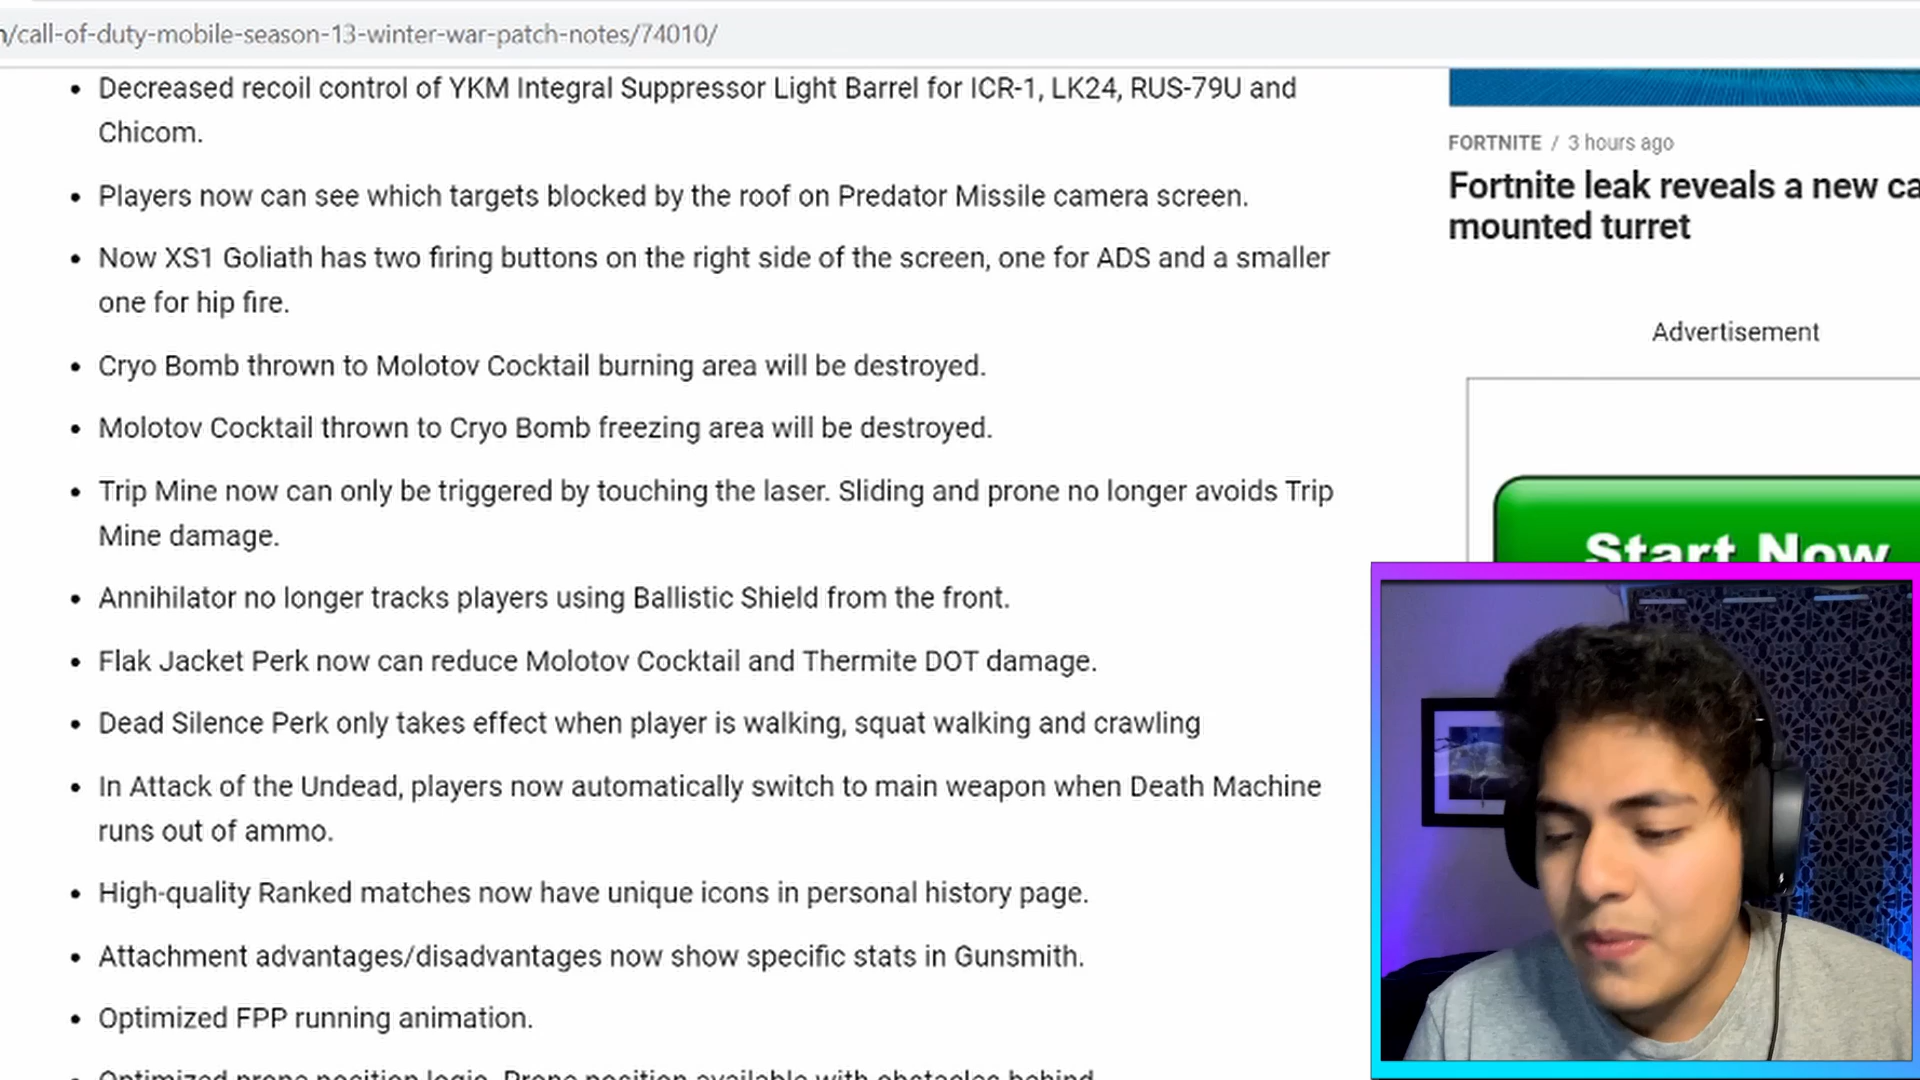 /call-of-duty-mobile-season-13-winter-war-patch-notes/74010/
• Decreased recoil control of YKM Integral Suppressor Light Barrel for ICR-1, LK24, RUS-79U and
Chicom.
• Players now can see which targets blocked by the roof on Predator Missile camera screen.
• Now XS1 Goliath has two firing buttons on the right side of the screen, one for ADS and a smaller
one for hip fire.
• Cryo Bomb thrown to Molotov Cocktail burning area will be destroyed.
• Molotov Cocktail thrown to Cryo Bomb freezing area will be destroyed.
• Trip Mine now can only be triggered by touching the laser. Sliding and prone no longer avoids Trip
Mine damage.
• Annihilator no longer tracks players using Ballistic Shield from the front.
• Flak Jacket Perk now can reduce Molotov Cocktail and Thermite DOT damage.
• Dead Silence Perk only takes effect when player is walking, squat walking and crawling
• In Attack of the Undead, players now automatically switch to main weapon when Death Machine
runs out of ammo.
• High-quality Ranked matches now have unique icons in personal history page.
• Attachment advantages/disadvantages now show specific stats in Gunsmith.
• Optimized FPP running animation.
• Optimized prone position logic. Prone position available with obstacles behind
FORTNITE / 3 hours ago
Fortnite leak reveals a new ca
mounted turret
Advertisement
Start Now